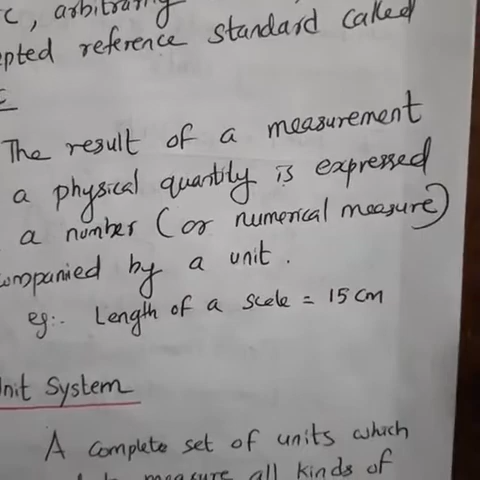 c, arbitrarily
pted reference standard called
The result of a measurement
a physical quantity is expressed
a number (or numerical measure)
companied by a unit.
eg:. Length of a scele = 15 cm
nit System
A complete set of units which
measure all kinds of